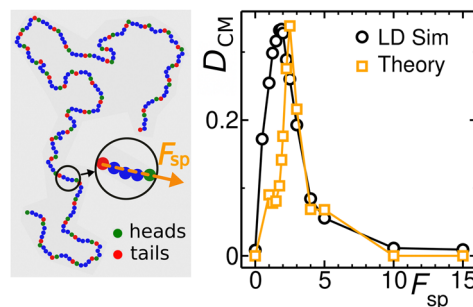 F_sp
heads
tails
D_CM
0.2
0
LD Sim
Theory
0 5 10 15
F_sp